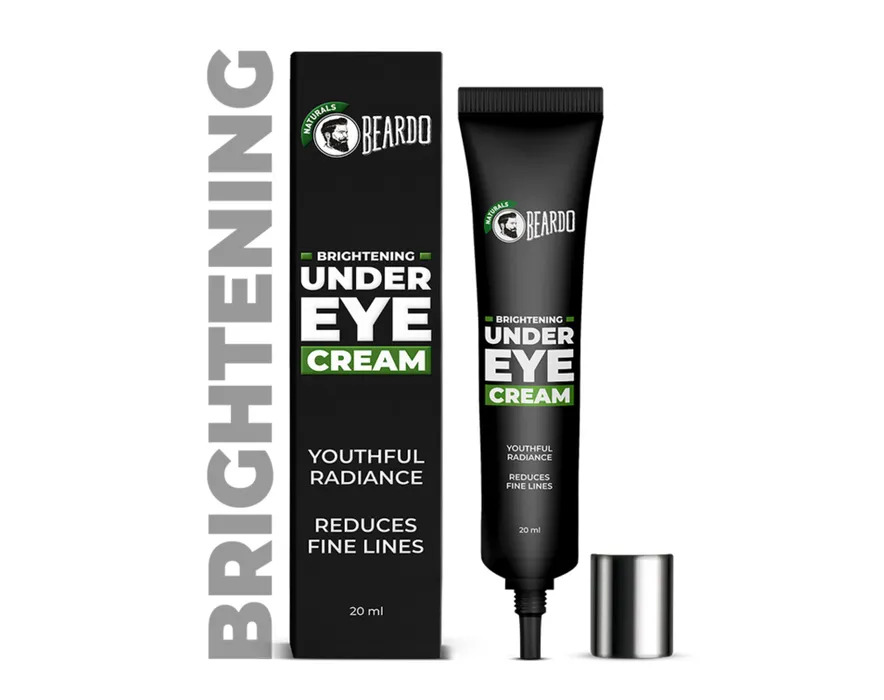 BRIGHTENING
NATURALS
BEARDO
BRIGHTENING
UNDER
EYE
CREAM
YOUTHFUL
RADIANCE
REDUCES
FINE LINES
20 ml
NATURALS
BEARDO
BRIGHTENING
UNDER
EYE
CREAM
YOUTHFUL
RADIANCE
REDUCES
FINE LINES
20 ml